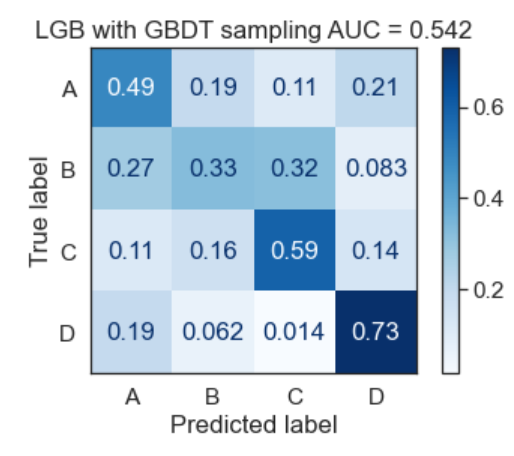 LGB with GBDT sampling AUC = 0.542
A 0.49 0.19 0.11 0.21
B 0.27 0.33 0.32 0.083
C 0.11 0.16 0.59 0.14
D 0.19 0.062 0.014 0.73
A B C D
Predicted label
True label
0.6
0.4
0.2